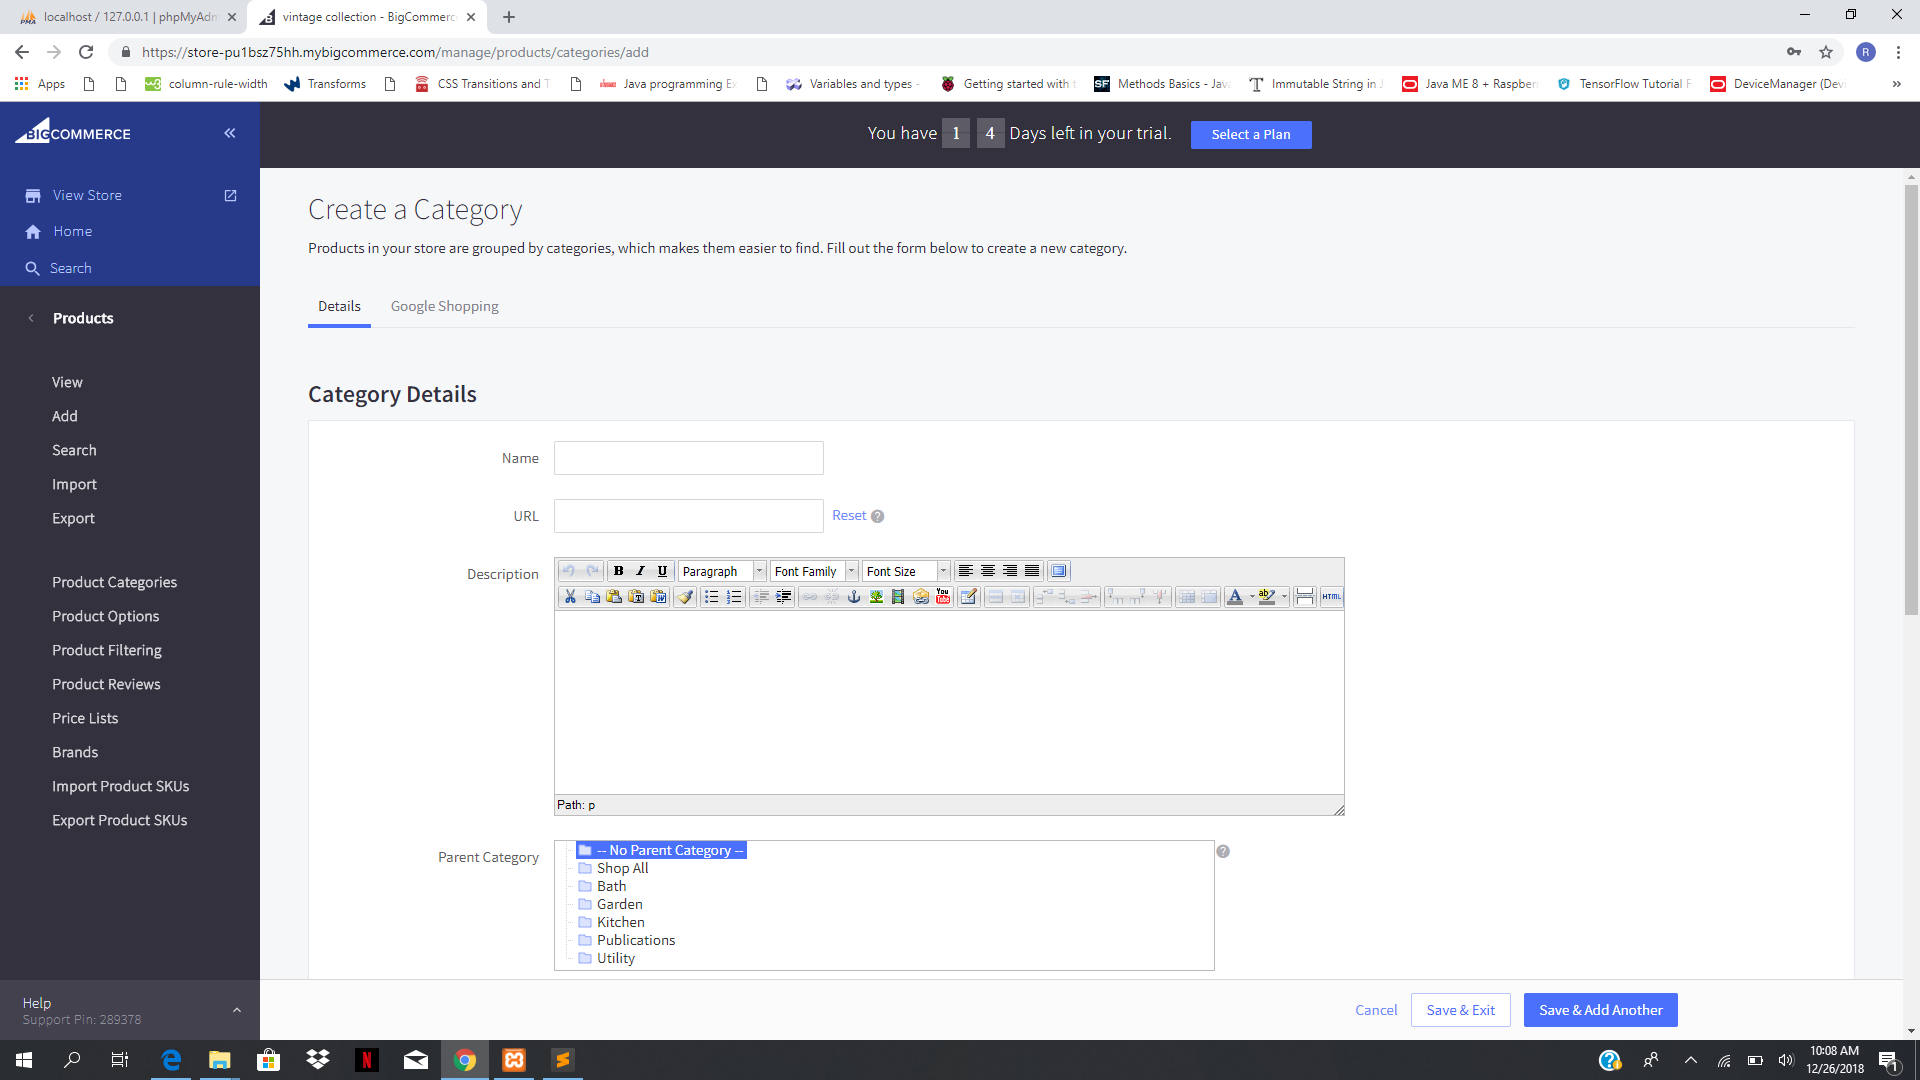 localhost / 127.0.0.1 | phpMyAdm
vintage collection - BigCommerc
https://store-pu1bsz75hh.mybigcommerce.com/manage/products/categories/add
R
Apps
column-rule-width
Transforms
CSS Transitions and T
Java programming Ex
Variables and types -
Getting started with t
Methods Basics - Java
Immutable String in J
Java ME 8 + Raspberr
TensorFlow Tutorial F
DeviceManager (Devi
BIGCOMMERCE
You have 1 4 Days left in your trial.
Select a Plan
View Store
Home
Search
Products
View
Add
Search
Import
Export
Product Categories
Product Options
Product Filtering
Product Reviews
Price Lists
Brands
Import Product SKUs
Export Product SKUs
Help
Support Pin: 289378
Create a Category
Products in your store are grouped by categories, which makes them easier to find. Fill out the form below to create a new category.
Details
Google Shopping
Category Details
Name
URL
Reset
Description
B I U Paragraph Font Family Font Size
HTML
Path: p
Parent Category
-- No Parent Category --
Shop All
Bath
Garden
Kitchen
Publications
Utility
Cancel
Save & Exit
Save & Add Another
10:08 AM
12/26/2018
1